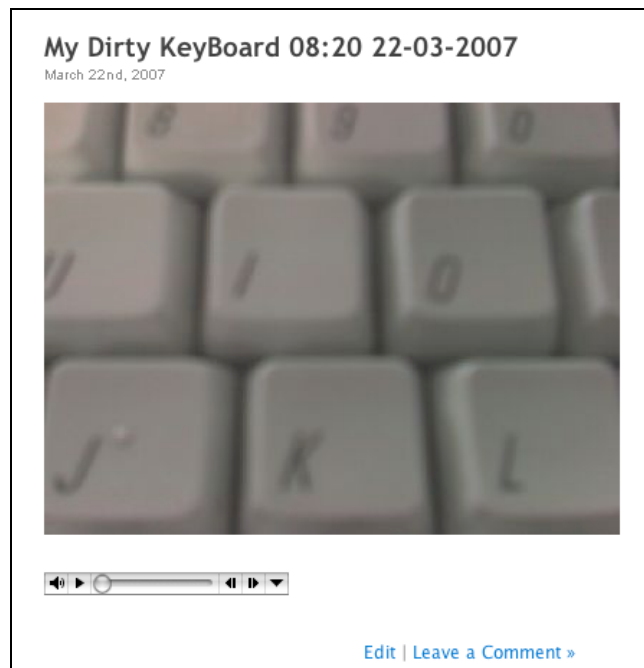 My Dirty KeyBoard 08:20 22-03-2007
March 22nd, 2007
8 9 0
U I O
J K L
Edit | Leave a Comment »